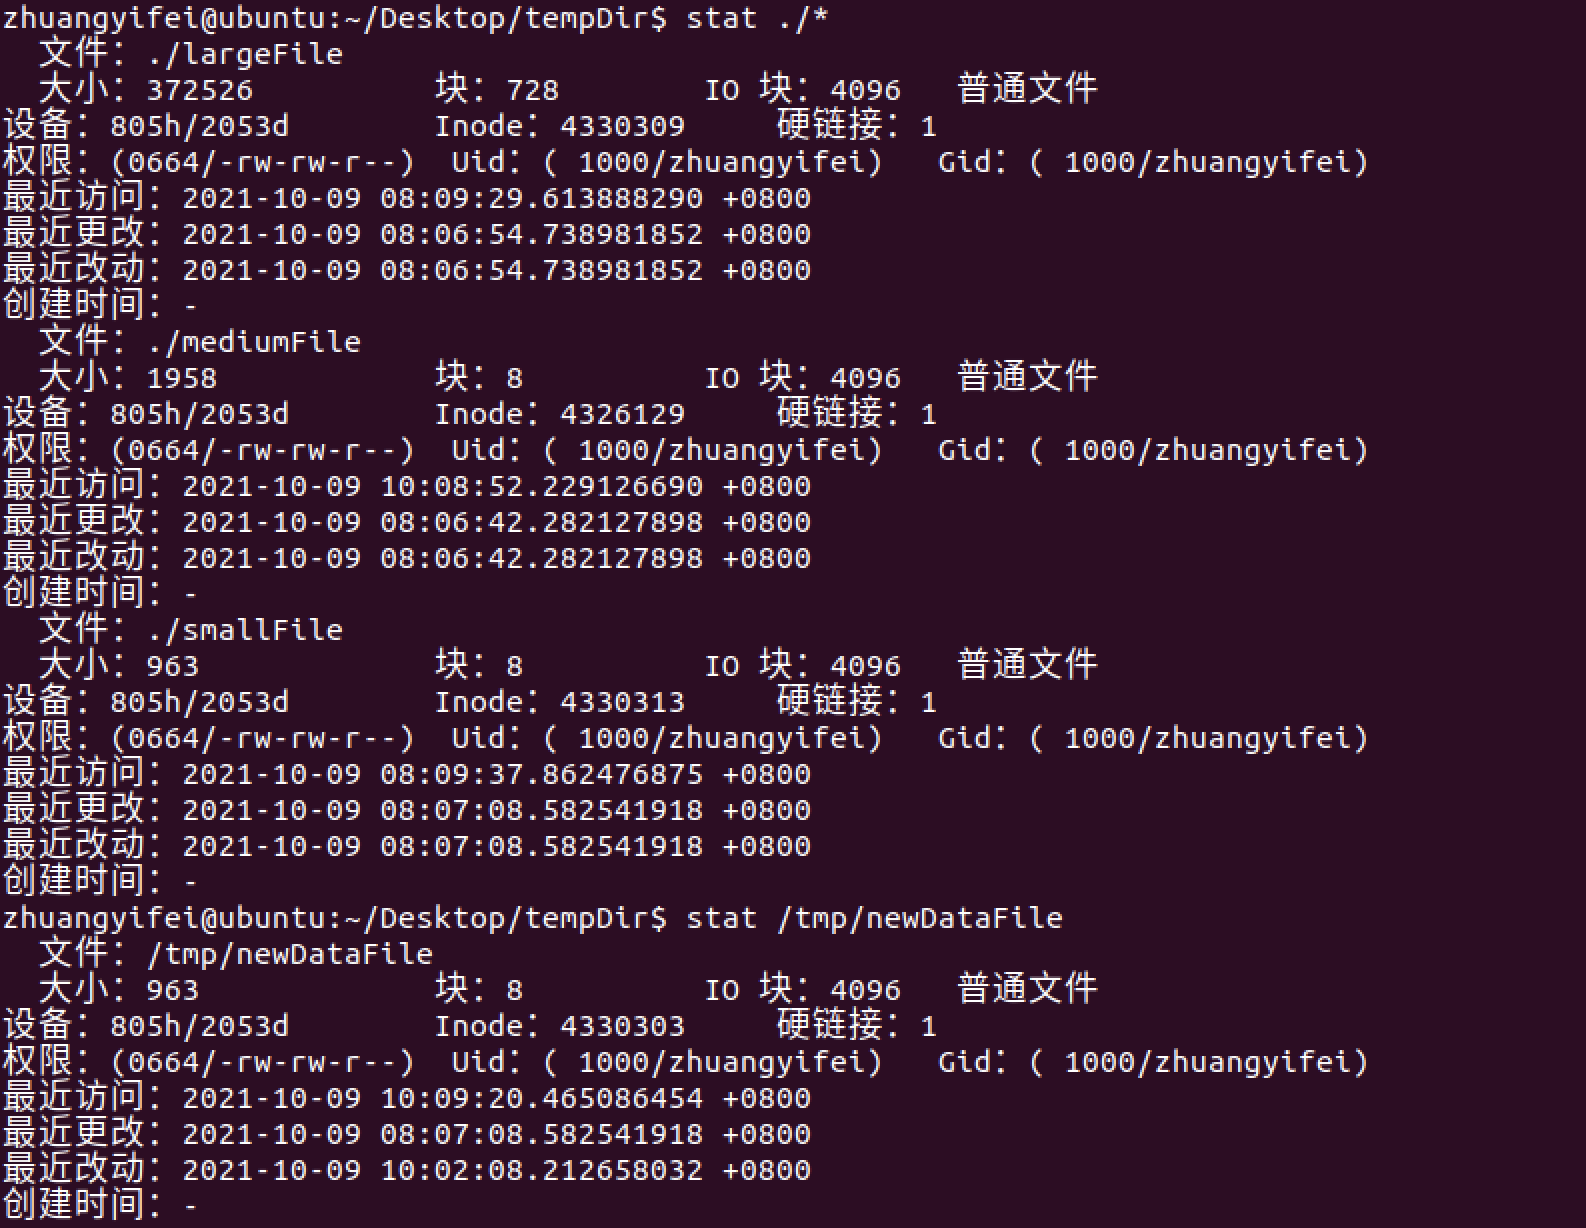 zhuangyifei@ubuntu:~/Desktop/tempDir$ stat ./*
文件：./largeFile
大小：372526 块：728 IO 块：4096 普通文件
设备：805h/2053d Inode：4330309 硬链接：1
权限：(0664/-rw-rw-r--) Uid：( 1000/zhuangyifei) Gid：( 1000/zhuangyifei)
最近访问：2021-10-09 08:09:29.613888290 +0800
最近更改：2021-10-09 08:06:54.738981852 +0800
最近改动：2021-10-09 08:06:54.738981852 +0800
创建时间：-
文件：./mediumFile
大小：1958 块：8 IO 块：4096 普通文件
设备：805h/2053d Inode：4326129 硬链接：1
权限：(0664/-rw-rw-r--) Uid：( 1000/zhuangyifei) Gid：( 1000/zhuangyifei)
最近访问：2021-10-09 10:08:52.229126690 +0800
最近更改：2021-10-09 08:06:42.282127898 +0800
最近改动：2021-10-09 08:06:42.282127898 +0800
创建时间：-
文件：./smallFile
大小：963 块：8 IO 块：4096 普通文件
设备：805h/2053d Inode：4330313 硬链接：1
权限：(0664/-rw-rw-r--) Uid：( 1000/zhuangyifei) Gid：( 1000/zhuangyifei)
最近访问：2021-10-09 08:09:37.862476875 +0800
最近更改：2021-10-09 08:07:08.582541918 +0800
最近改动：2021-10-09 08:07:08.582541918 +0800
创建时间：-
zhuangyifei@ubuntu:~/Desktop/tempDir$ stat /tmp/newDataFile
文件：/tmp/newDataFile
大小：963 块：8 IO 块：4096 普通文件
设备：805h/2053d Inode：4330303 硬链接：1
权限：(0664/-rw-rw-r--) Uid：( 1000/zhuangyifei) Gid：( 1000/zhuangyifei)
最近访问：2021-10-09 10:09:20.465086454 +0800
最近更改：2021-10-09 08:07:08.582541918 +0800
最近改动：2021-10-09 10:02:08.212658032 +0800
创建时间：-